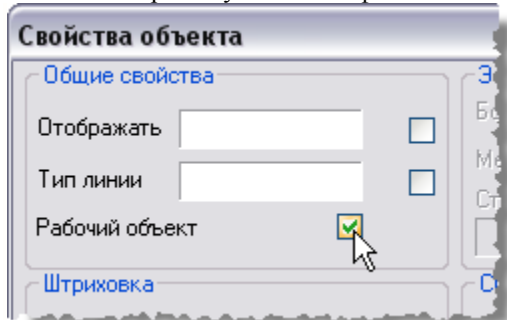 Свойства объекта
Общие свойства
Отображать
Тип линии
Рабочий объект
Штриховка